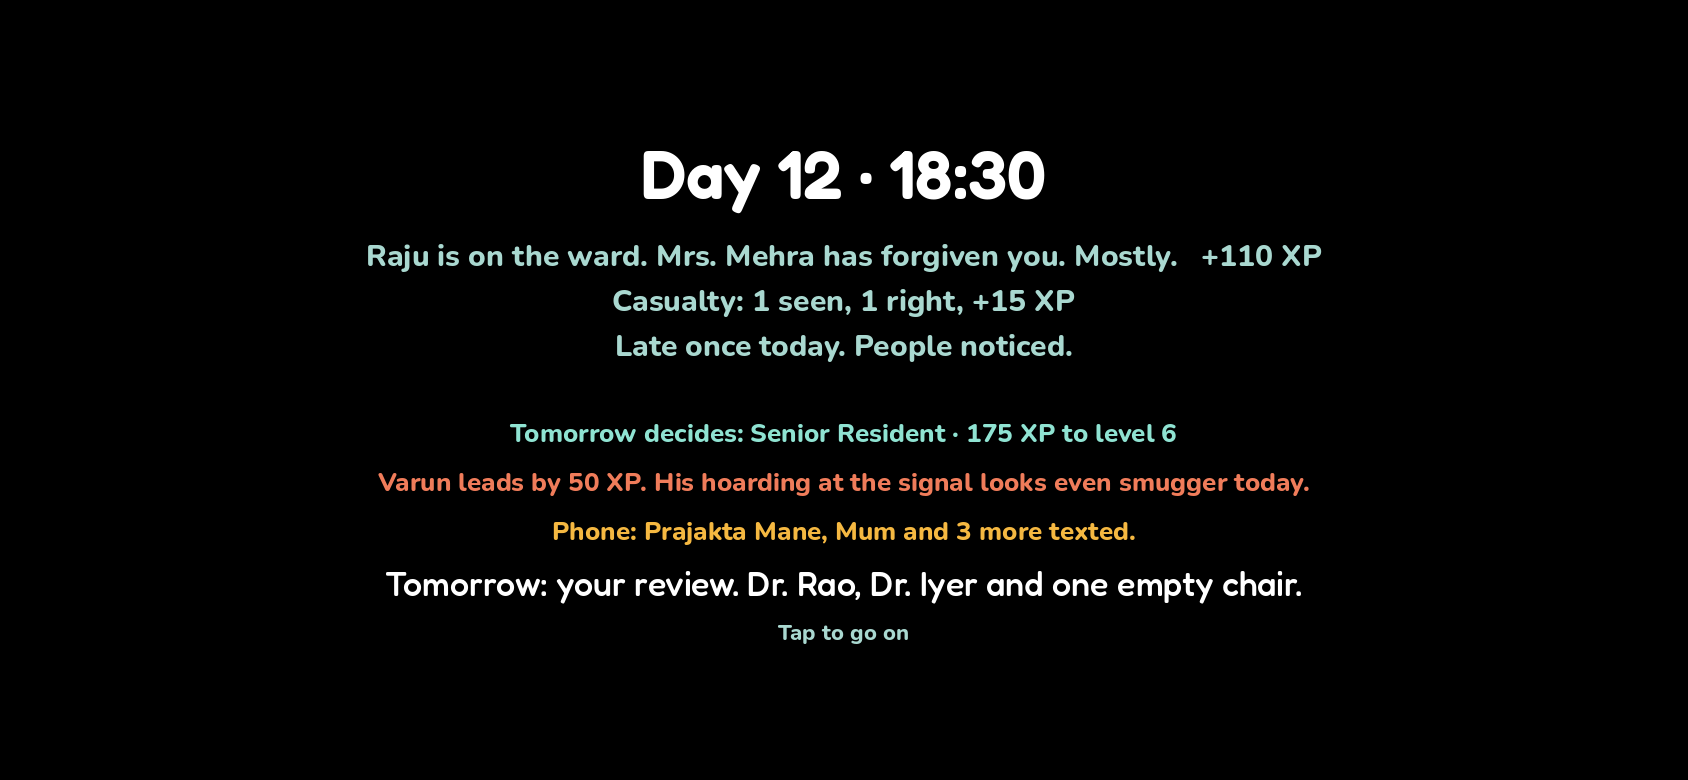 Day 12 · 18:30
Raju is on the ward. Mrs. Mehra has forgiven you. Mostly. +110 XP
Casualty: 1 seen, 1 right, +15 XP
Late once today. People noticed.
Tomorrow decides: Senior Resident · 175 XP to level 6
Varun leads by 50 XP. His hoarding at the signal looks even smugger today.
Phone: Prajakta Mane, Mum and 3 more texted.
Tomorrow: your review. Dr. Rao, Dr. Iyer and one empty chair.
Tap to go on